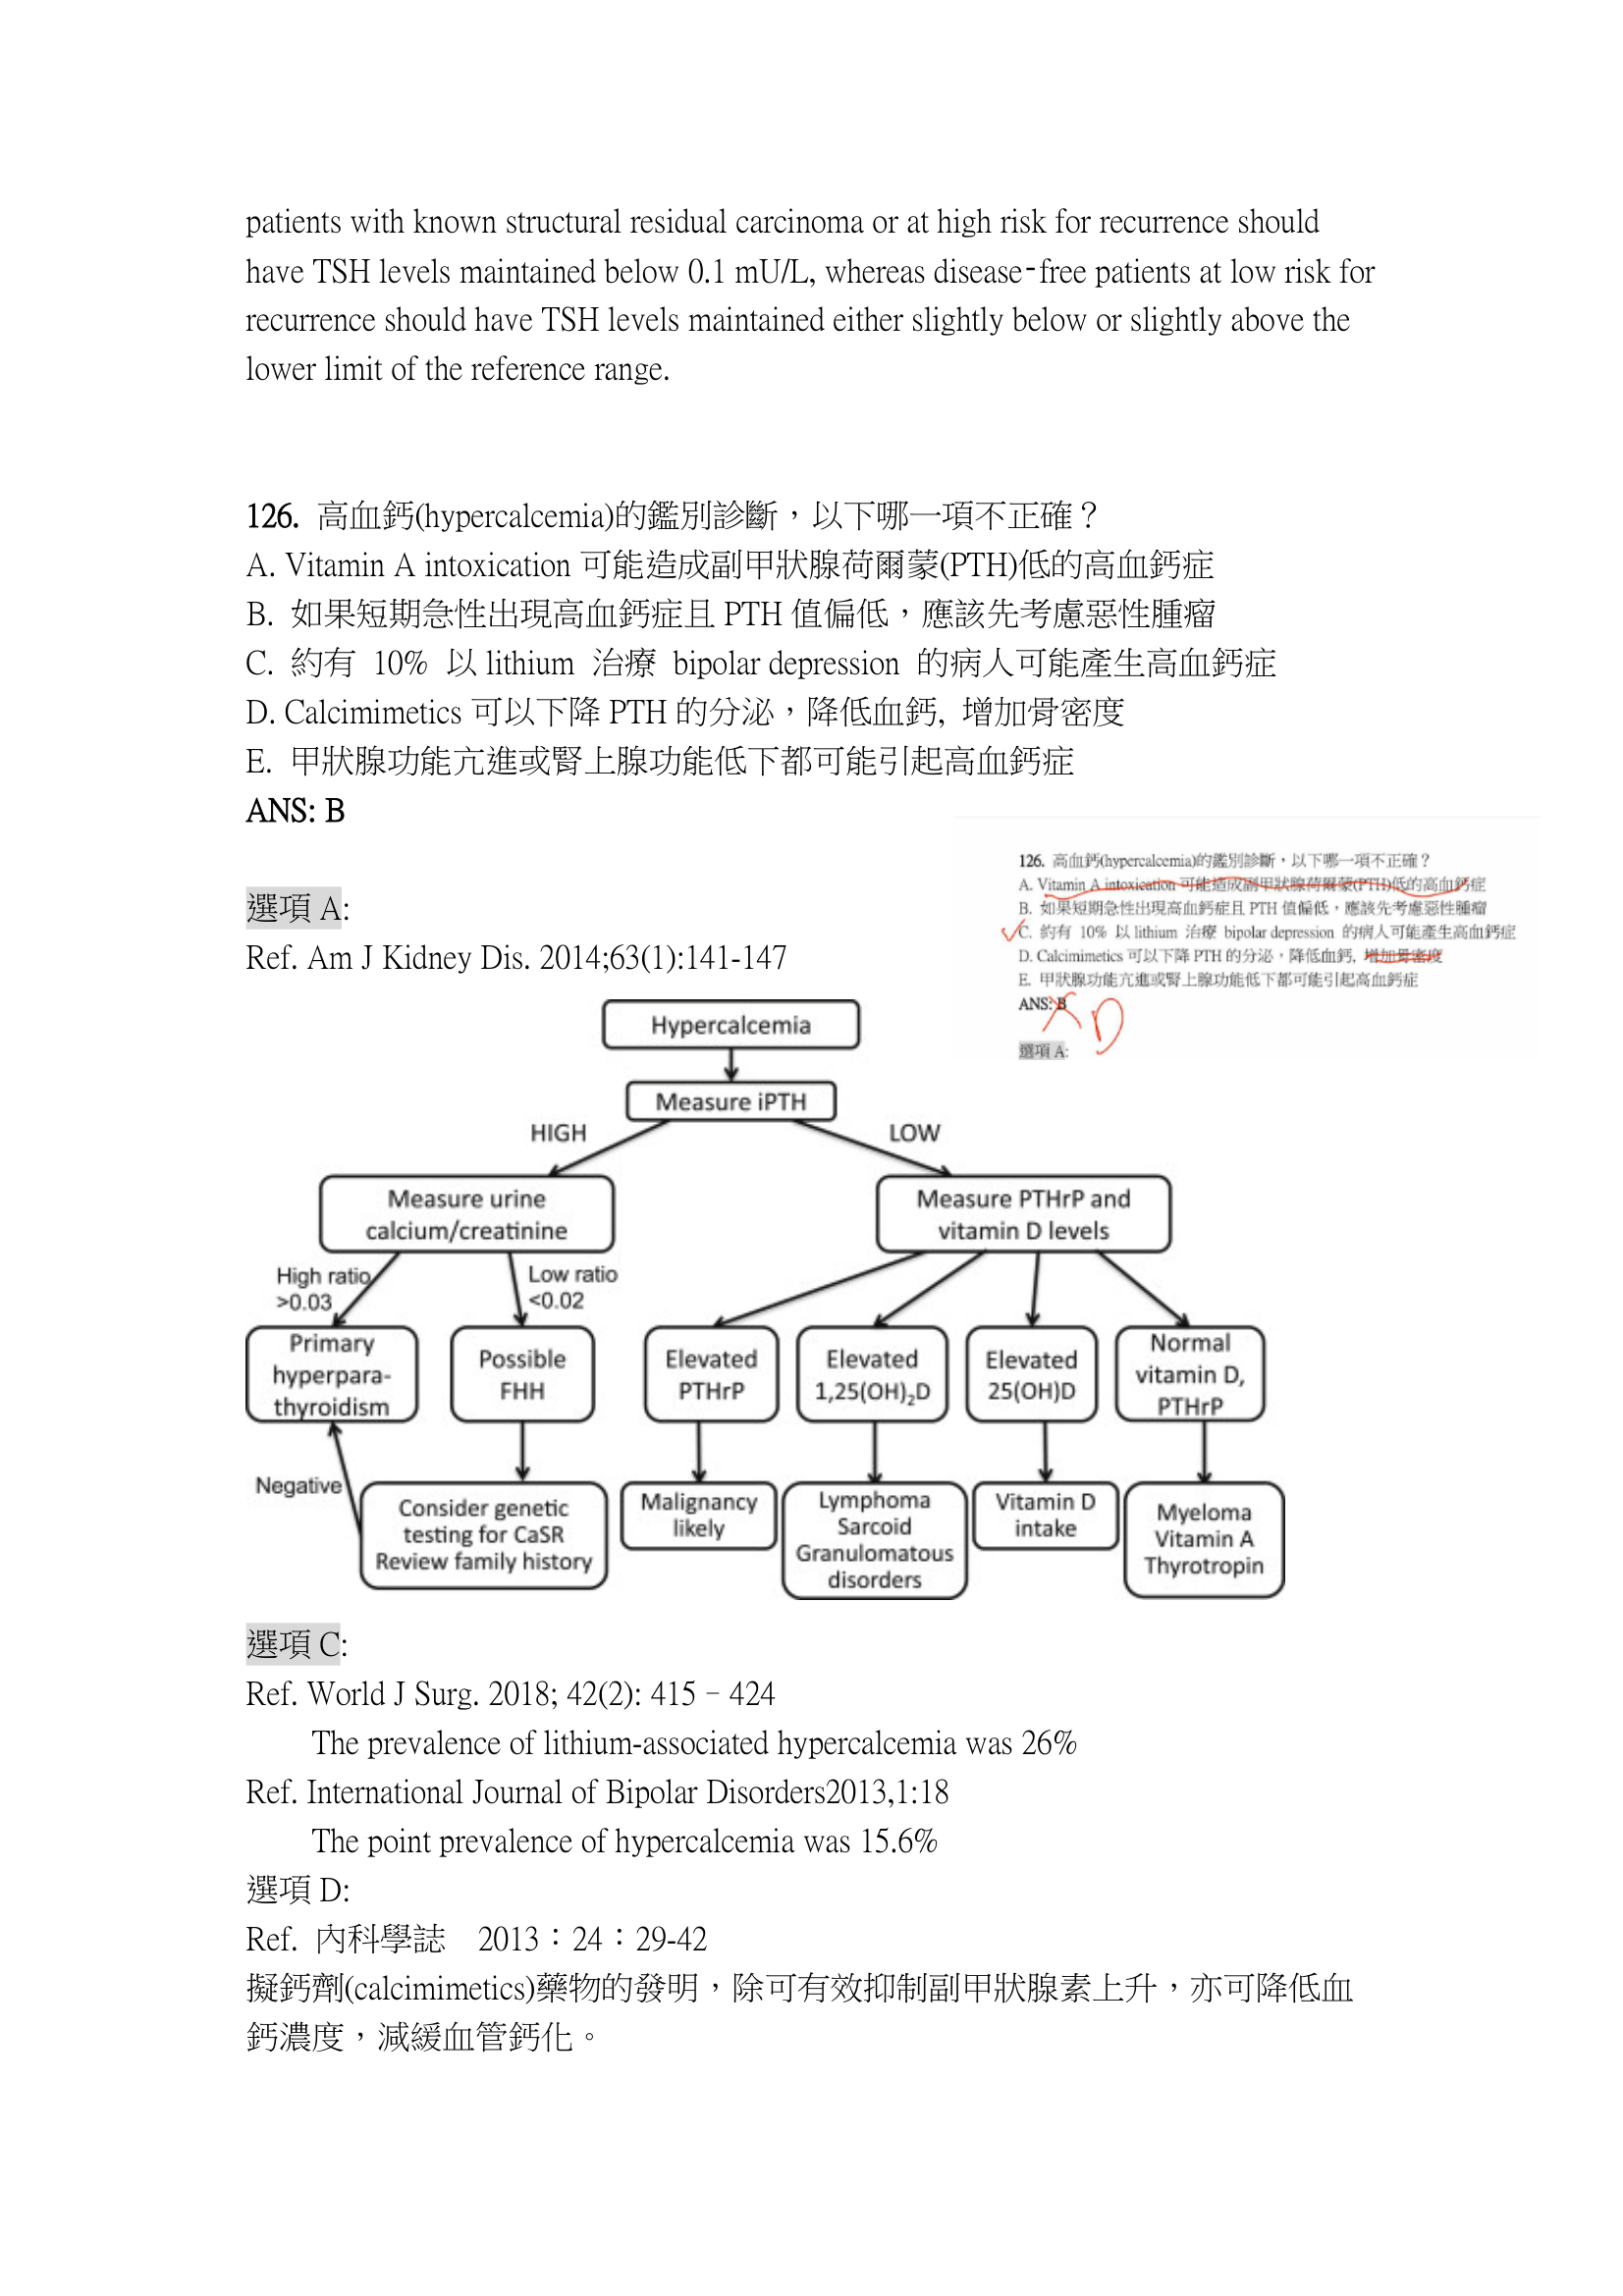 patients with known structural residual carcinoma or at high risk for recurrence should
have TSH levels maintained below 0.1 mU/L, whereas disease-free patients at low risk for
recurrence should have TSH levels maintained either slightly below or slightly above the
lower limit of the reference range.
126. 高血鈣(hypercalcemia)的鑑別診斷，以下哪一項不正確？
A. Vitamin A intoxication 可能造成副甲狀腺荷爾蒙(PTH)低的高血鈣症
B. 如果短期急性出現高血鈣症且 PTH 值偏低，應該先考慮惡性腫瘤
C. 約有 10% 以 lithium 治療 bipolar depression 的病人可能產生高血鈣症
D. Calcimimetics 可以下降 PTH 的分泌，降低血鈣, 增加骨密度
E. 甲狀腺功能亢進或腎上腺功能低下都可能引起高血鈣症
ANS: B
126. 高血鈣(hypercalcemia)的鑑別診斷，以下哪一項不正確？
A. Vitamin A intoxication 可能造成副甲狀腺荷爾蒙(PTH)低的高血鈣症
B. 如果短期急性出現高血鈣症且 PTH 值偏低，應該先考慮惡性腫瘤
C. 約有 10% 以 lithium 治療 bipolar depression 的病人可能產生高血鈣症
D. Calcimimetics 可以下降 PTH 的分泌，降低血鈣, 增加骨密度
E. 甲狀腺功能亢進或腎上腺功能低下都可能引起高血鈣症
ANS: B
D
選項 A:
選項 A:
Ref. Am J Kidney Dis. 2014;63(1):141-147
Hypercalcemia
Measure iPTH
HIGH
LOW
Measure urine
calcium/creatinine
Measure PTHrP and
vitamin D levels
High ratio
>0.03
Low ratio
<0.02
Primary
hyperpara-
thyroidism
Possible
FHH
Elevated
PTHrP
Elevated
1,25(OH)₂D
Elevated
25(OH)D
Normal
vitamin D,
PTHrP
Negative
Consider genetic
testing for CaSR
Review family history
Malignancy
likely
Lymphoma
Sarcoid
Granulomatous
disorders
Vitamin D
intake
Myeloma
Vitamin A
Thyrotropin
選項 C:
Ref. World J Surg. 2018; 42(2): 415–424
The prevalence of lithium-associated hypercalcemia was 26%
Ref. International Journal of Bipolar Disorders2013,1:18
The point prevalence of hypercalcemia was 15.6%
選項 D:
Ref. 內科學誌 2013：24：29-42
擬鈣劑(calcimimetics)藥物的發明，除可有效抑制副甲狀腺素上升，亦可降低血
鈣濃度，減緩血管鈣化。